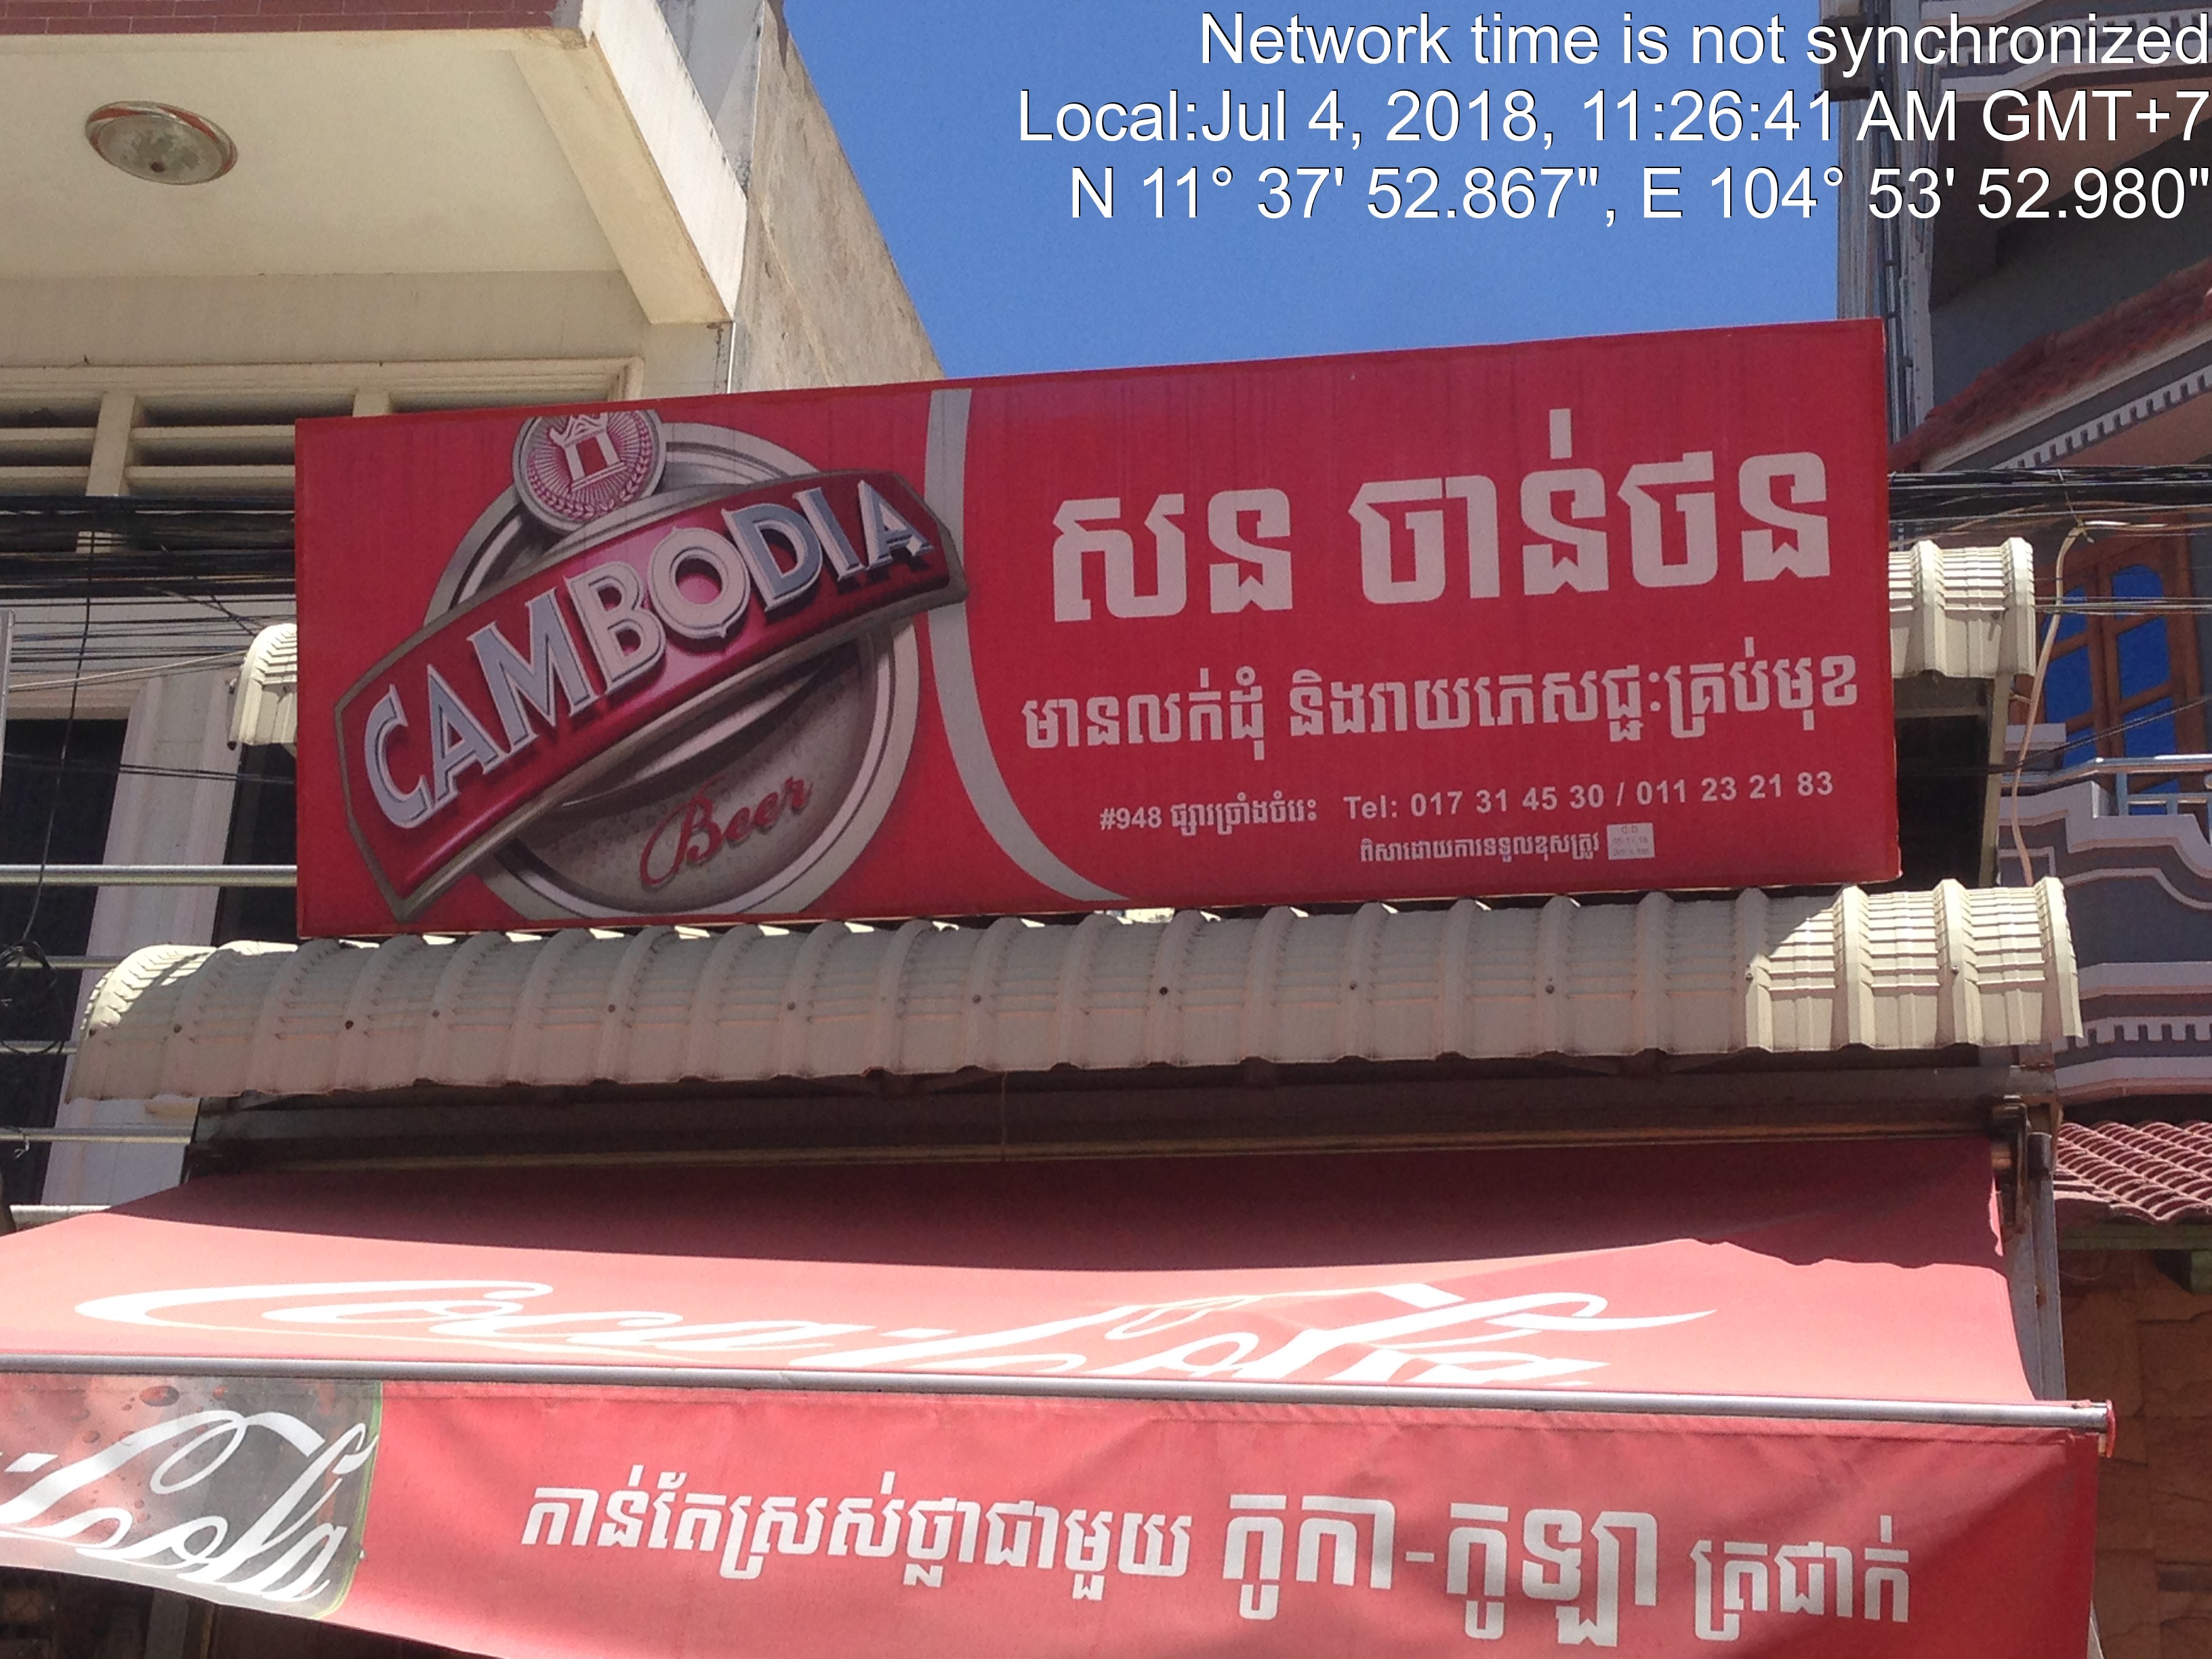 Network time is not synchronized
Local:Jul 4, 2018, 11:26:41 AM GMT+7
N 11° 37' 52.867", E 104° 53' 52.980"
CAMBODIA
Beer
សន ចាន់ថន
មានលក់ដុំ និងរាយភេសជ្ជៈគ្រប់មុខ
#948 ផ្សារច្រាំងចំរេះ Tel: 017 31 45 30 / 011 23 21 83
ពិសាដោយការទទួលខុសត្រូវ
Coca-Cola
-Cola
កាន់តែស្រស់ថ្លាជាមួយ កូកា-កូឡា ត្រជាក់